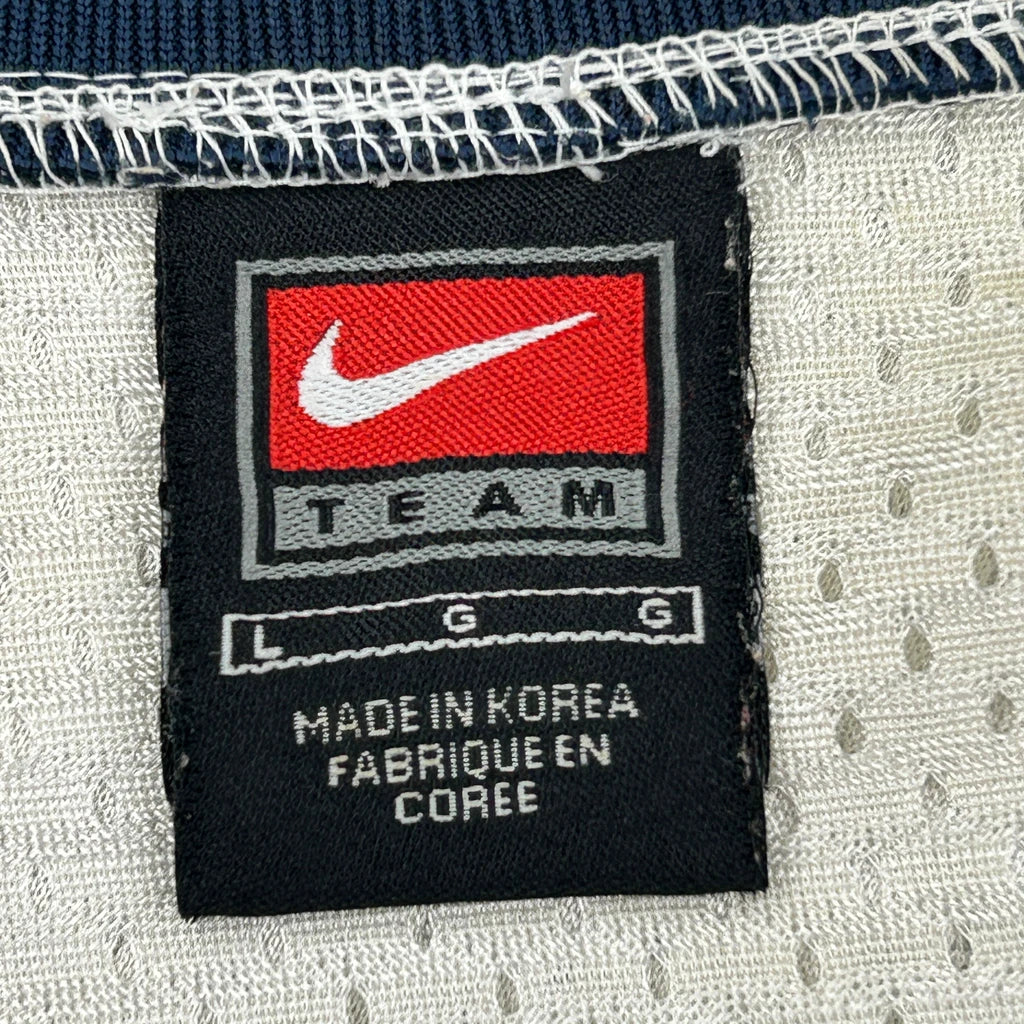 TEAM
L G G
MADE IN KOREA
FABRIQUE EN
COREE